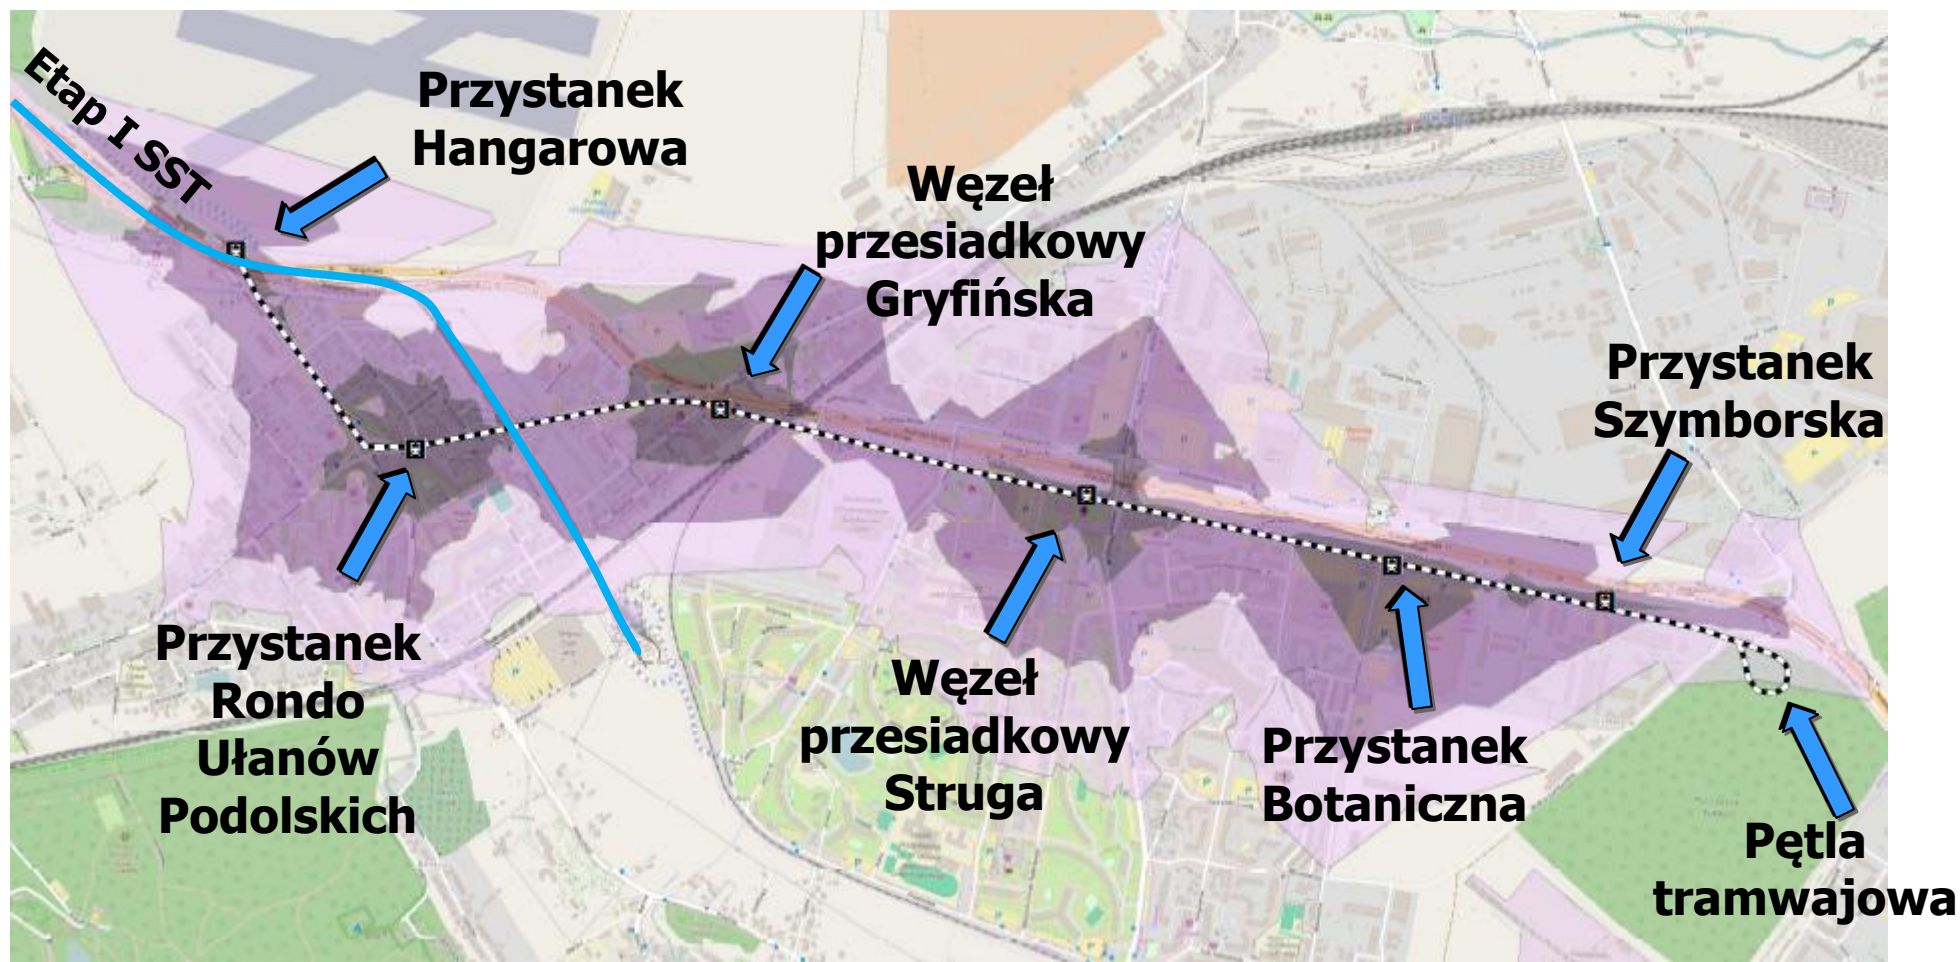 Etap I SST
Przystanek
Hangarowa
Węzeł
przesiadkowy
Gryfińska
Przystanek
Szymborska
Przystanek
Rondo
Ułanów
Podolskich
Węzeł
przesiadkowy
Struga
Przystanek
Botaniczna
Pętla
tramwajowa